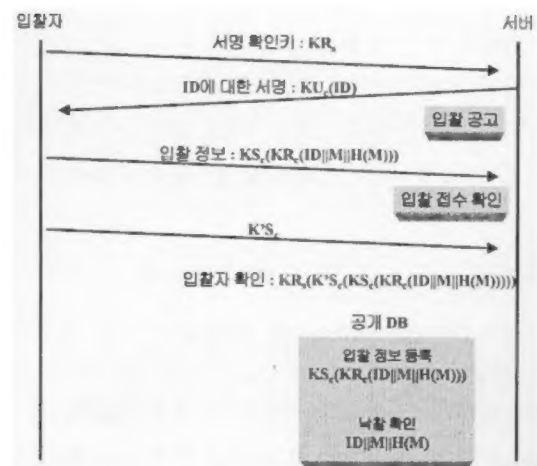 입찰자
서버
서명 확인키 : KRs
ID에 대한 서명 : KUc(ID)
입찰 공고
입찰 정보 : KSc(KRc(ID||M||H(M)))
입찰 접수 확인
K'Sc
입찰자 확인 : KRs(K'Sc(KSc(KRc(ID||M||H(M)))))
공개 DB
입찰 정보 등록
KSc(KRc(ID||M||H(M)))
낙찰 확인
ID||M||H(M)